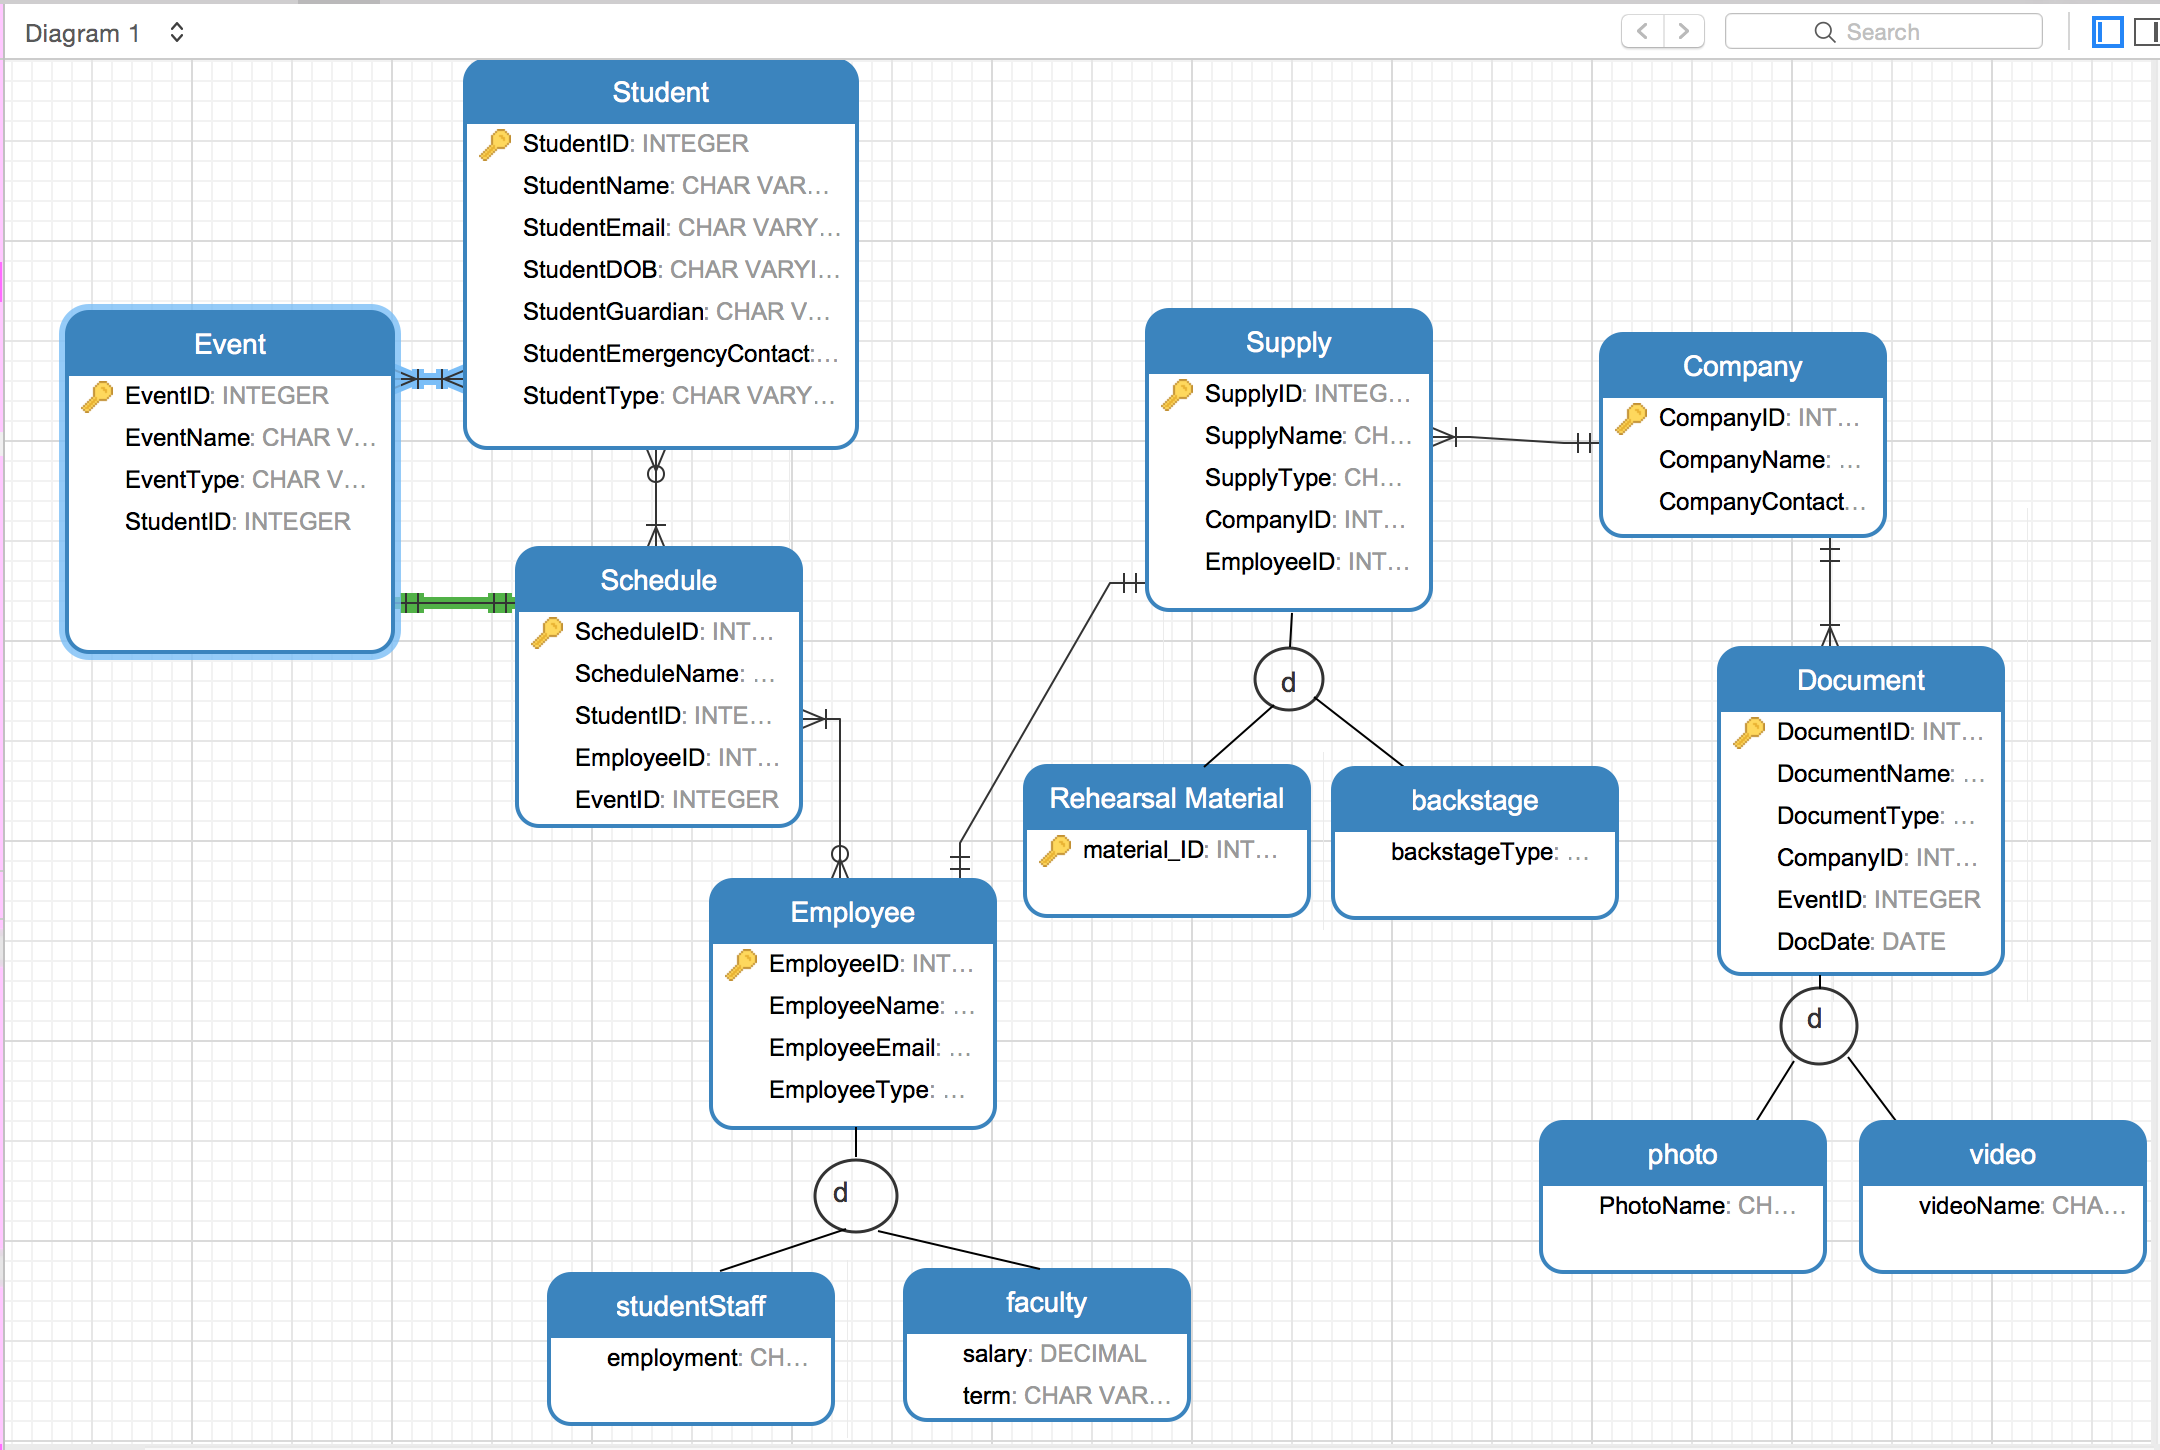 Diagram 1
Search
Student
StudentID: INTEGER
StudentName: CHAR VAR...
StudentEmail: CHAR VARY...
StudentDOB: CHAR VARYI...
StudentGuardian: CHAR V...
StudentEmergencyContact:...
StudentType: CHAR VARY...
Event
EventID: INTEGER
EventName: CHAR V...
EventType: CHAR V...
StudentID: INTEGER
Schedule
ScheduleID: INT...
ScheduleName: ...
StudentID: INTE...
EmployeeID: INT...
EventID: INTEGER
Supply
SupplyID: INTEG...
SupplyName: CH...
SupplyType: CH...
CompanyID: INT...
EmployeeID: INT...
Company
CompanyID: INT...
CompanyName: ...
CompanyContact...
d
Rehearsal Material
material_ID: INT...
backstage
backstageType: ...
Document
DocumentID: INT...
DocumentName: ...
DocumentType: ...
CompanyID: INT...
EventID: INTEGER
DocDate: DATE
Employee
EmployeeID: INT...
EmployeeName: ...
EmployeeEmail: ...
EmployeeType: ...
d
photo
PhotoName: CH...
video
videoName: CHA...
d
studentStaff
employment: CH...
faculty
salary: DECIMAL
term: CHAR VAR...